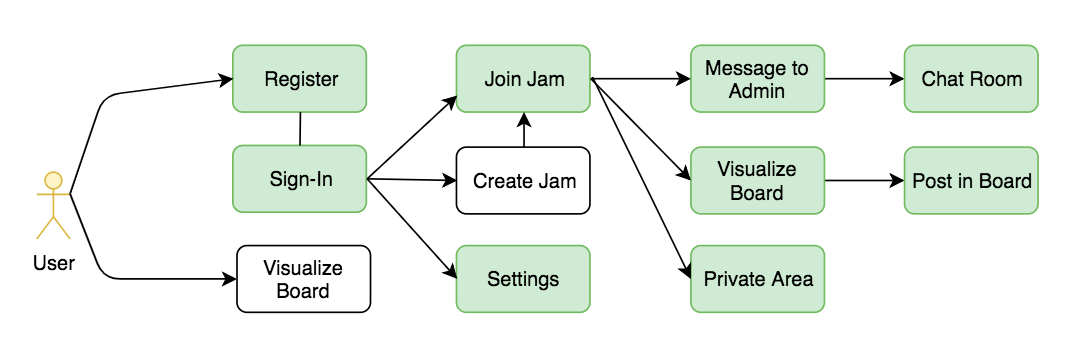 Register
Join Jam
Message to
Admin
Chat Room
Sign-In
Create Jam
Visualize
Board
Post in Board
User
Visualize
Board
Settings
Private Area